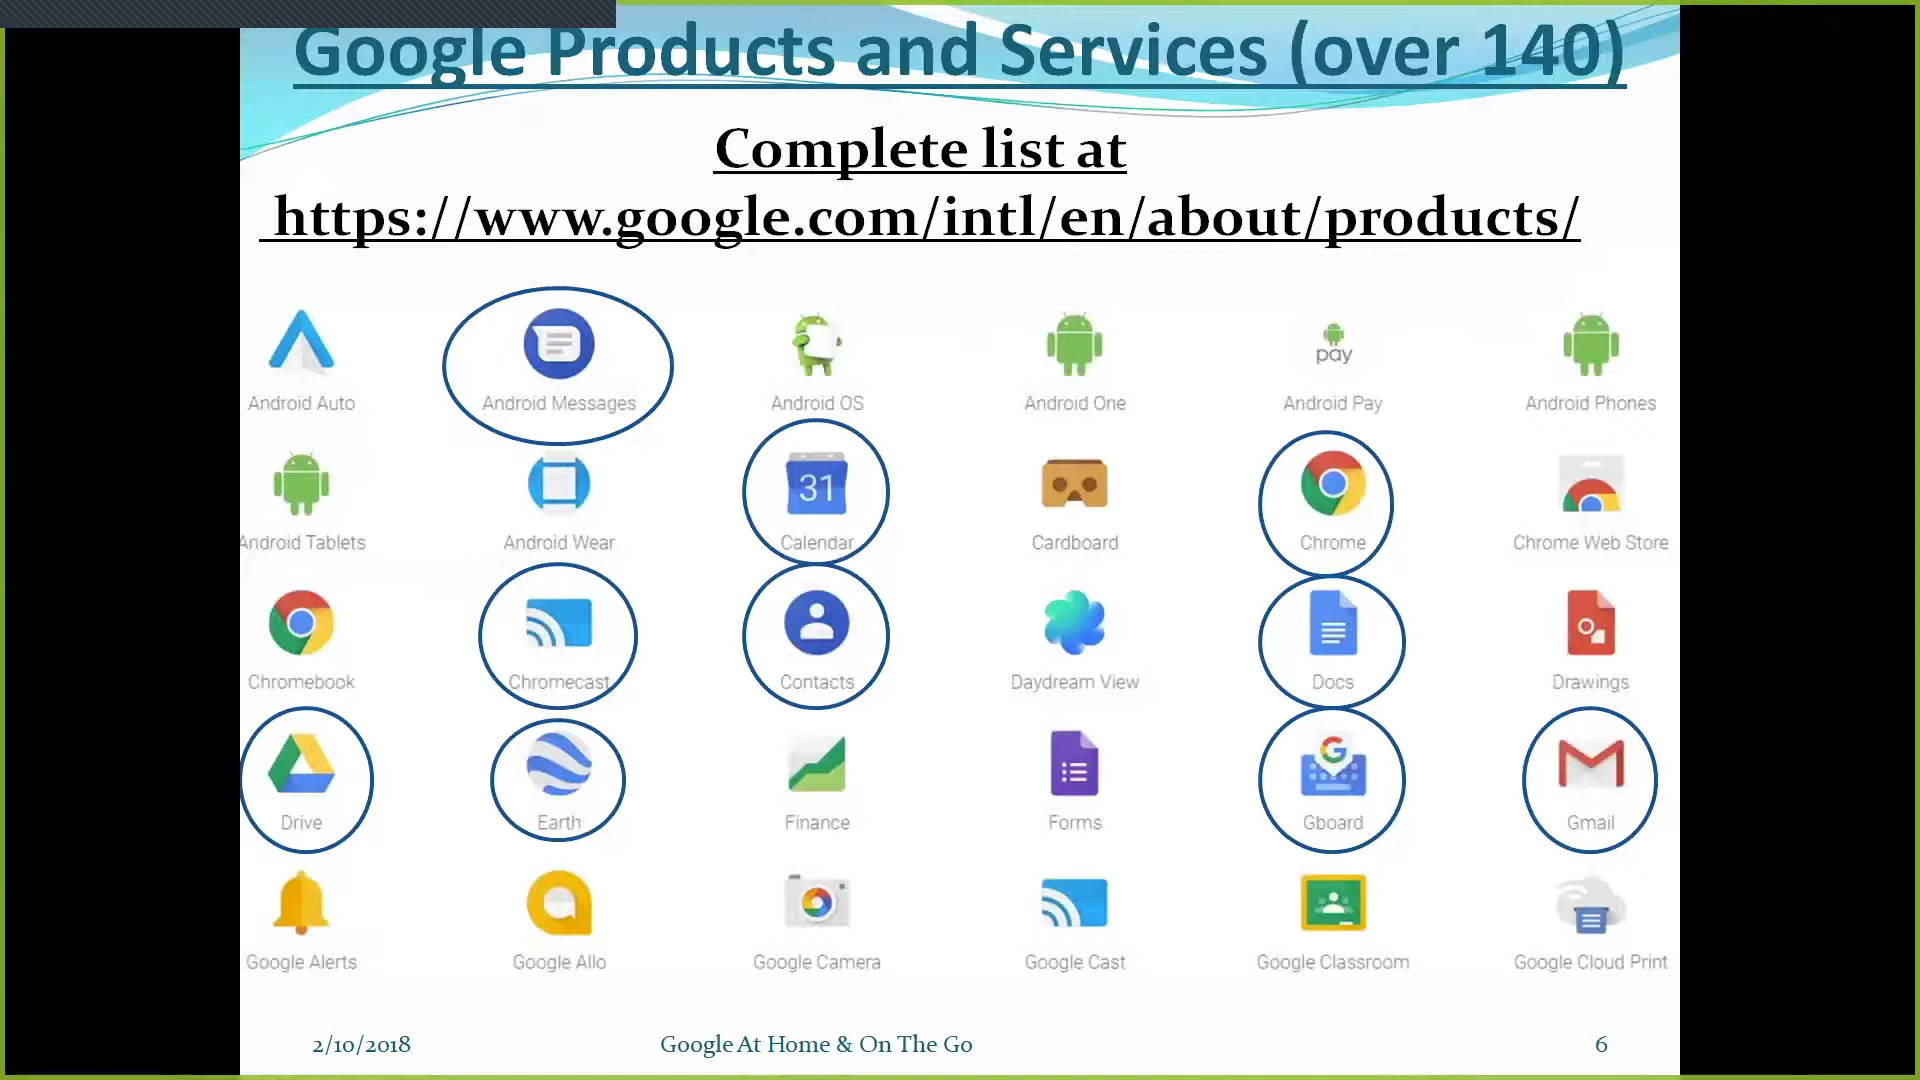 Google Products and Services (over 140)
Complete list at
https://www.google.com/intl/en/about/products/
pay
Android Auto Android Messages Android OS Android One Android Pay Android Phones
31
Android Tablets Android Wear Calendar Cardboard Chrome Chrome Web Store
Chromebook Chromecast Contacts Daydream View Docs Drawings
G
Drive Earth Finance Forms Gboard Gmail
Google Alerts Google Allo Google Camera Google Cast Google Classroom Google Cloud Print
2/10/2018 Google At Home & On The Go 6